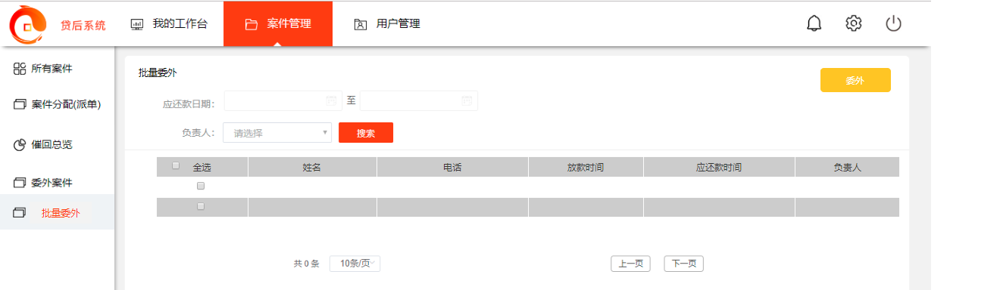 贷后系统 我的工作台 案件管理 用户管理
所有案件
案件分配(派单)
催回总览
委外案件
批量委外
批量委外 委外
应还款日期: 至
负责人: 请选择 搜索
全选 姓名 电话 放款时间 应还款时间 负责人
共 0 条 10条/页 上一页 下一页